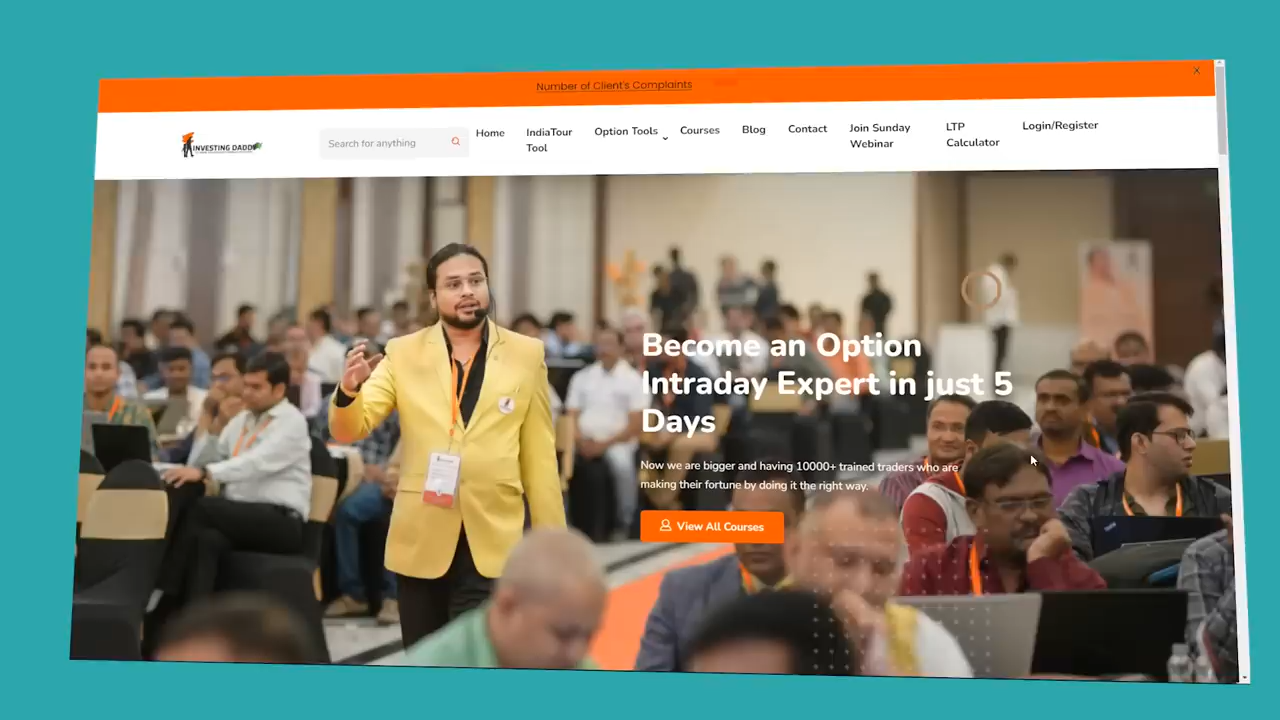 Number of Client's Complaints
INVESTING DADDY
Search for anything
Home
IndiaTour
Tool
Option Tools
Courses
Blog
Contact
Join Sunday
Webinar
LTP
Calculator
Login/Register
Become an Option
Intraday Expert in just 5
Days
Now we are bigger and having 10000+ trained traders who are
making their fortune by doing it the right way.
View All Courses